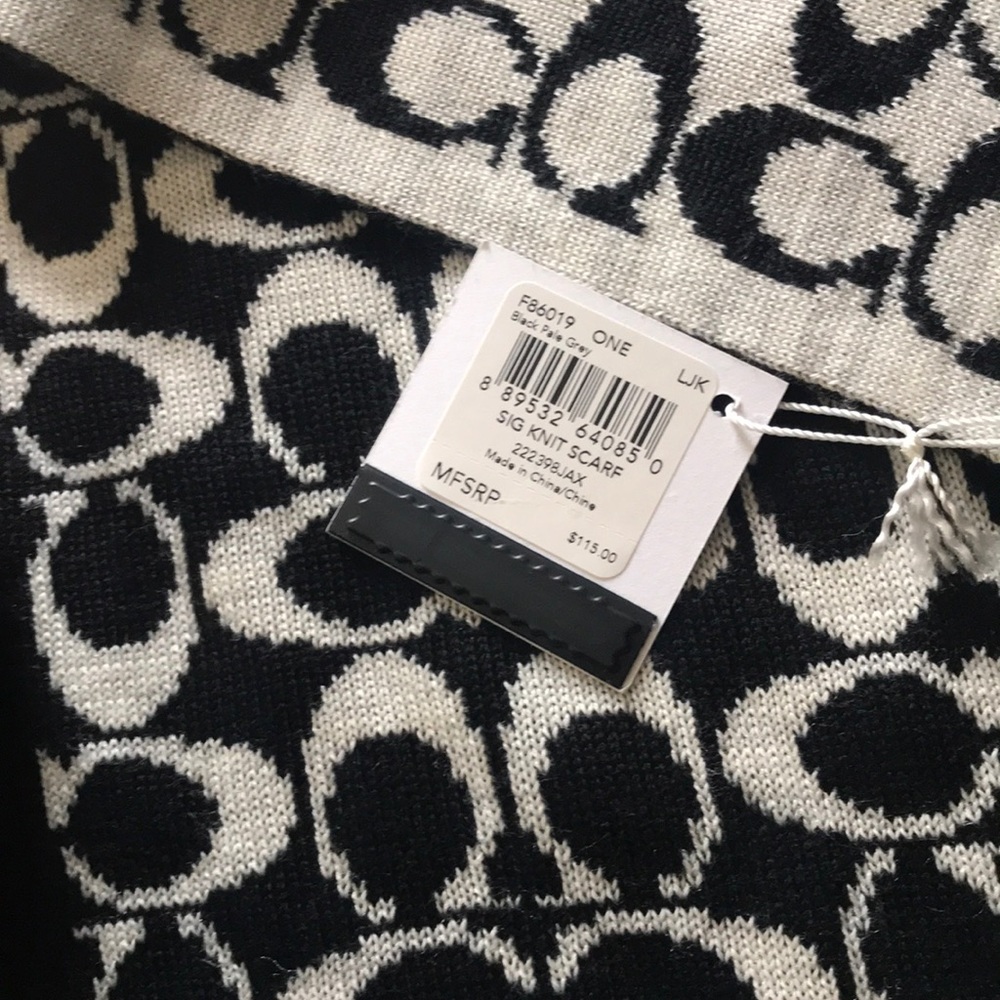 F86019 ONE
Black Pale Grey
LJK
8 89532 64085 0
SIG KNIT SCARF
222398JAX
Made in China/Chine
MFSRP
$115.00